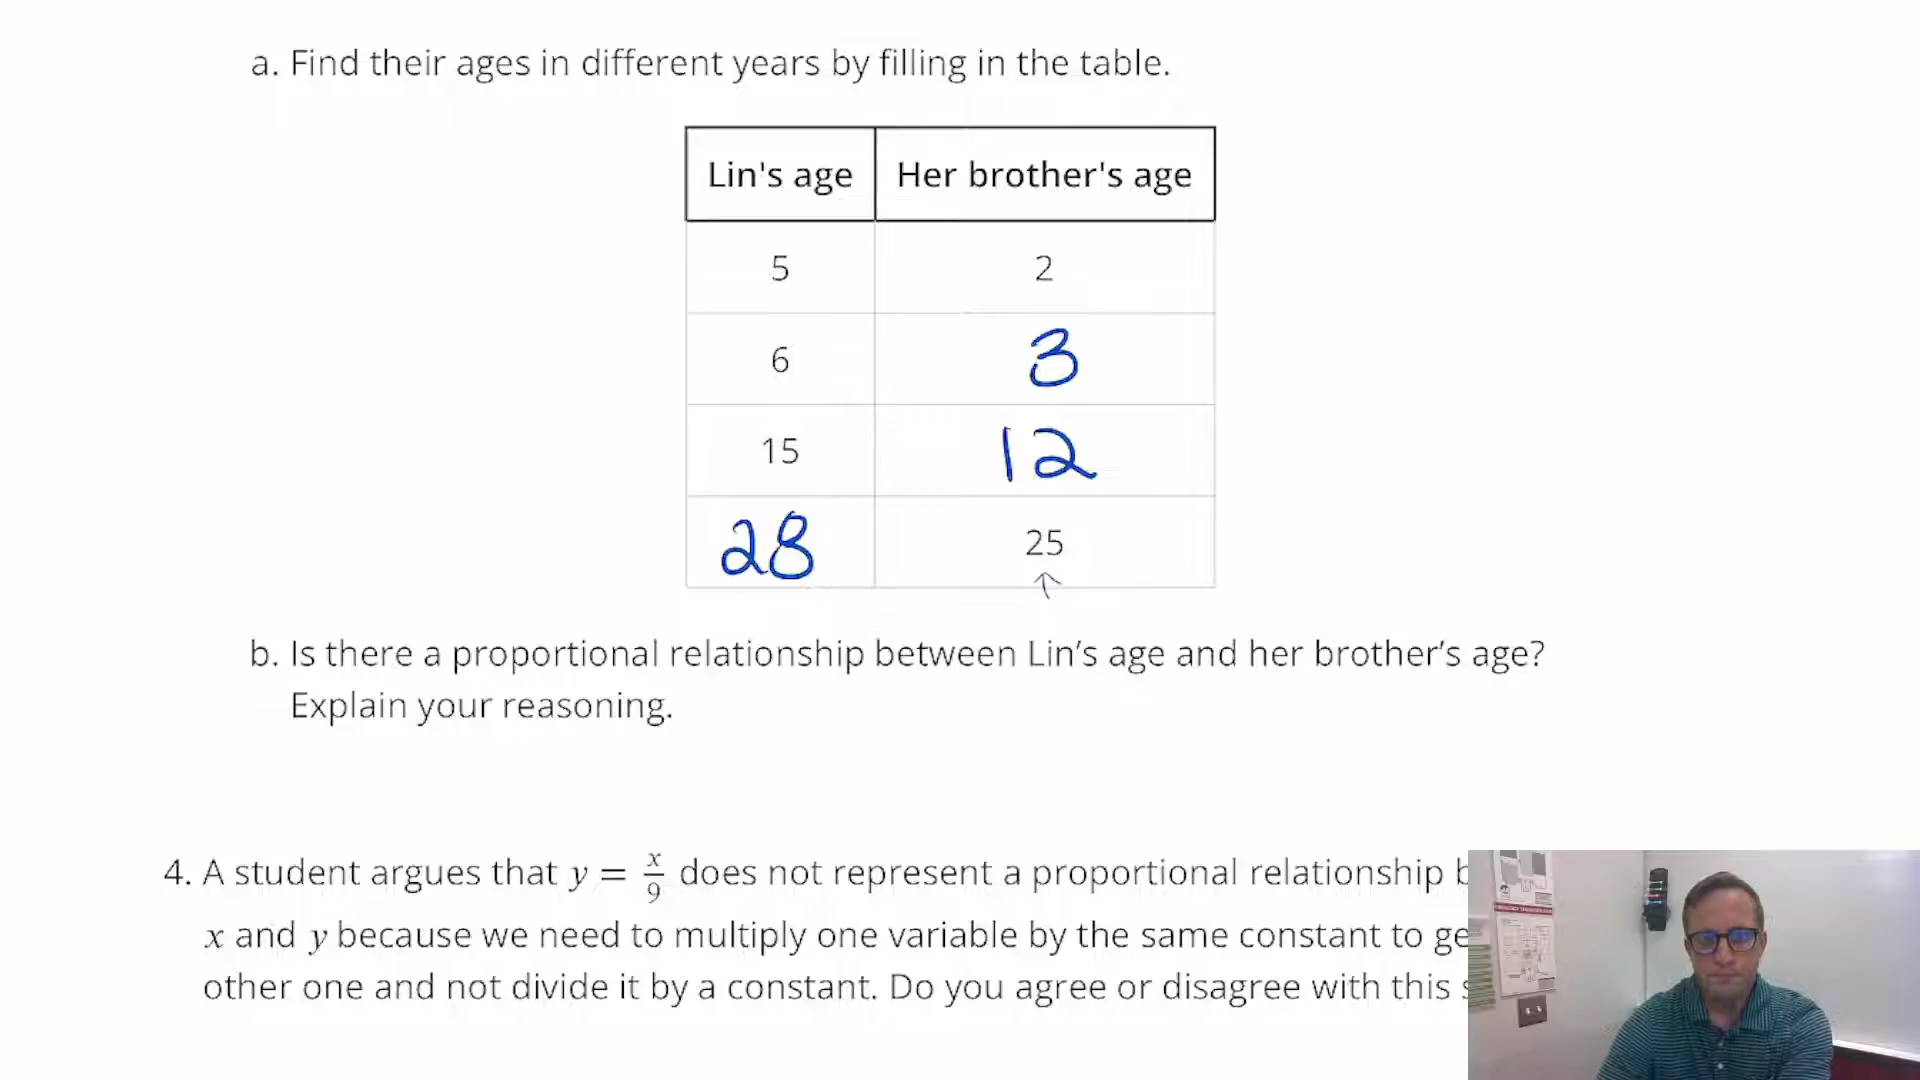 a. Find their ages in different years by filling in the table.
Lin's age Her brother's age
5 2
6 3
15 12
28 25
b. Is there a proportional relationship between Lin’s age and her brother’s age?
Explain your reasoning.
4. A student argues that y = x/9 does not represent a proportional relationship
x and y because we need to multiply one variable by the same constant to
other one and not divide it by a constant. Do you agree or disagree with this